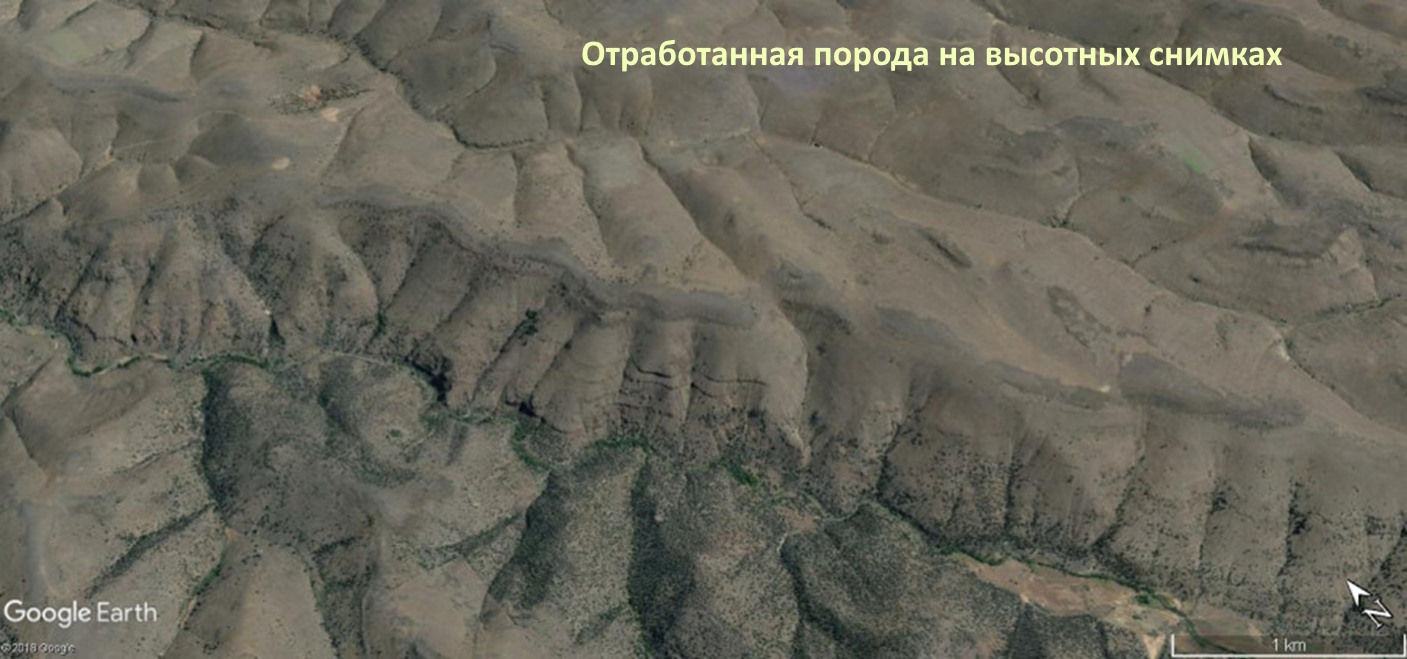 Отработанная порода на высотных снимках
N
Google Earth
©2018 Google
1 km